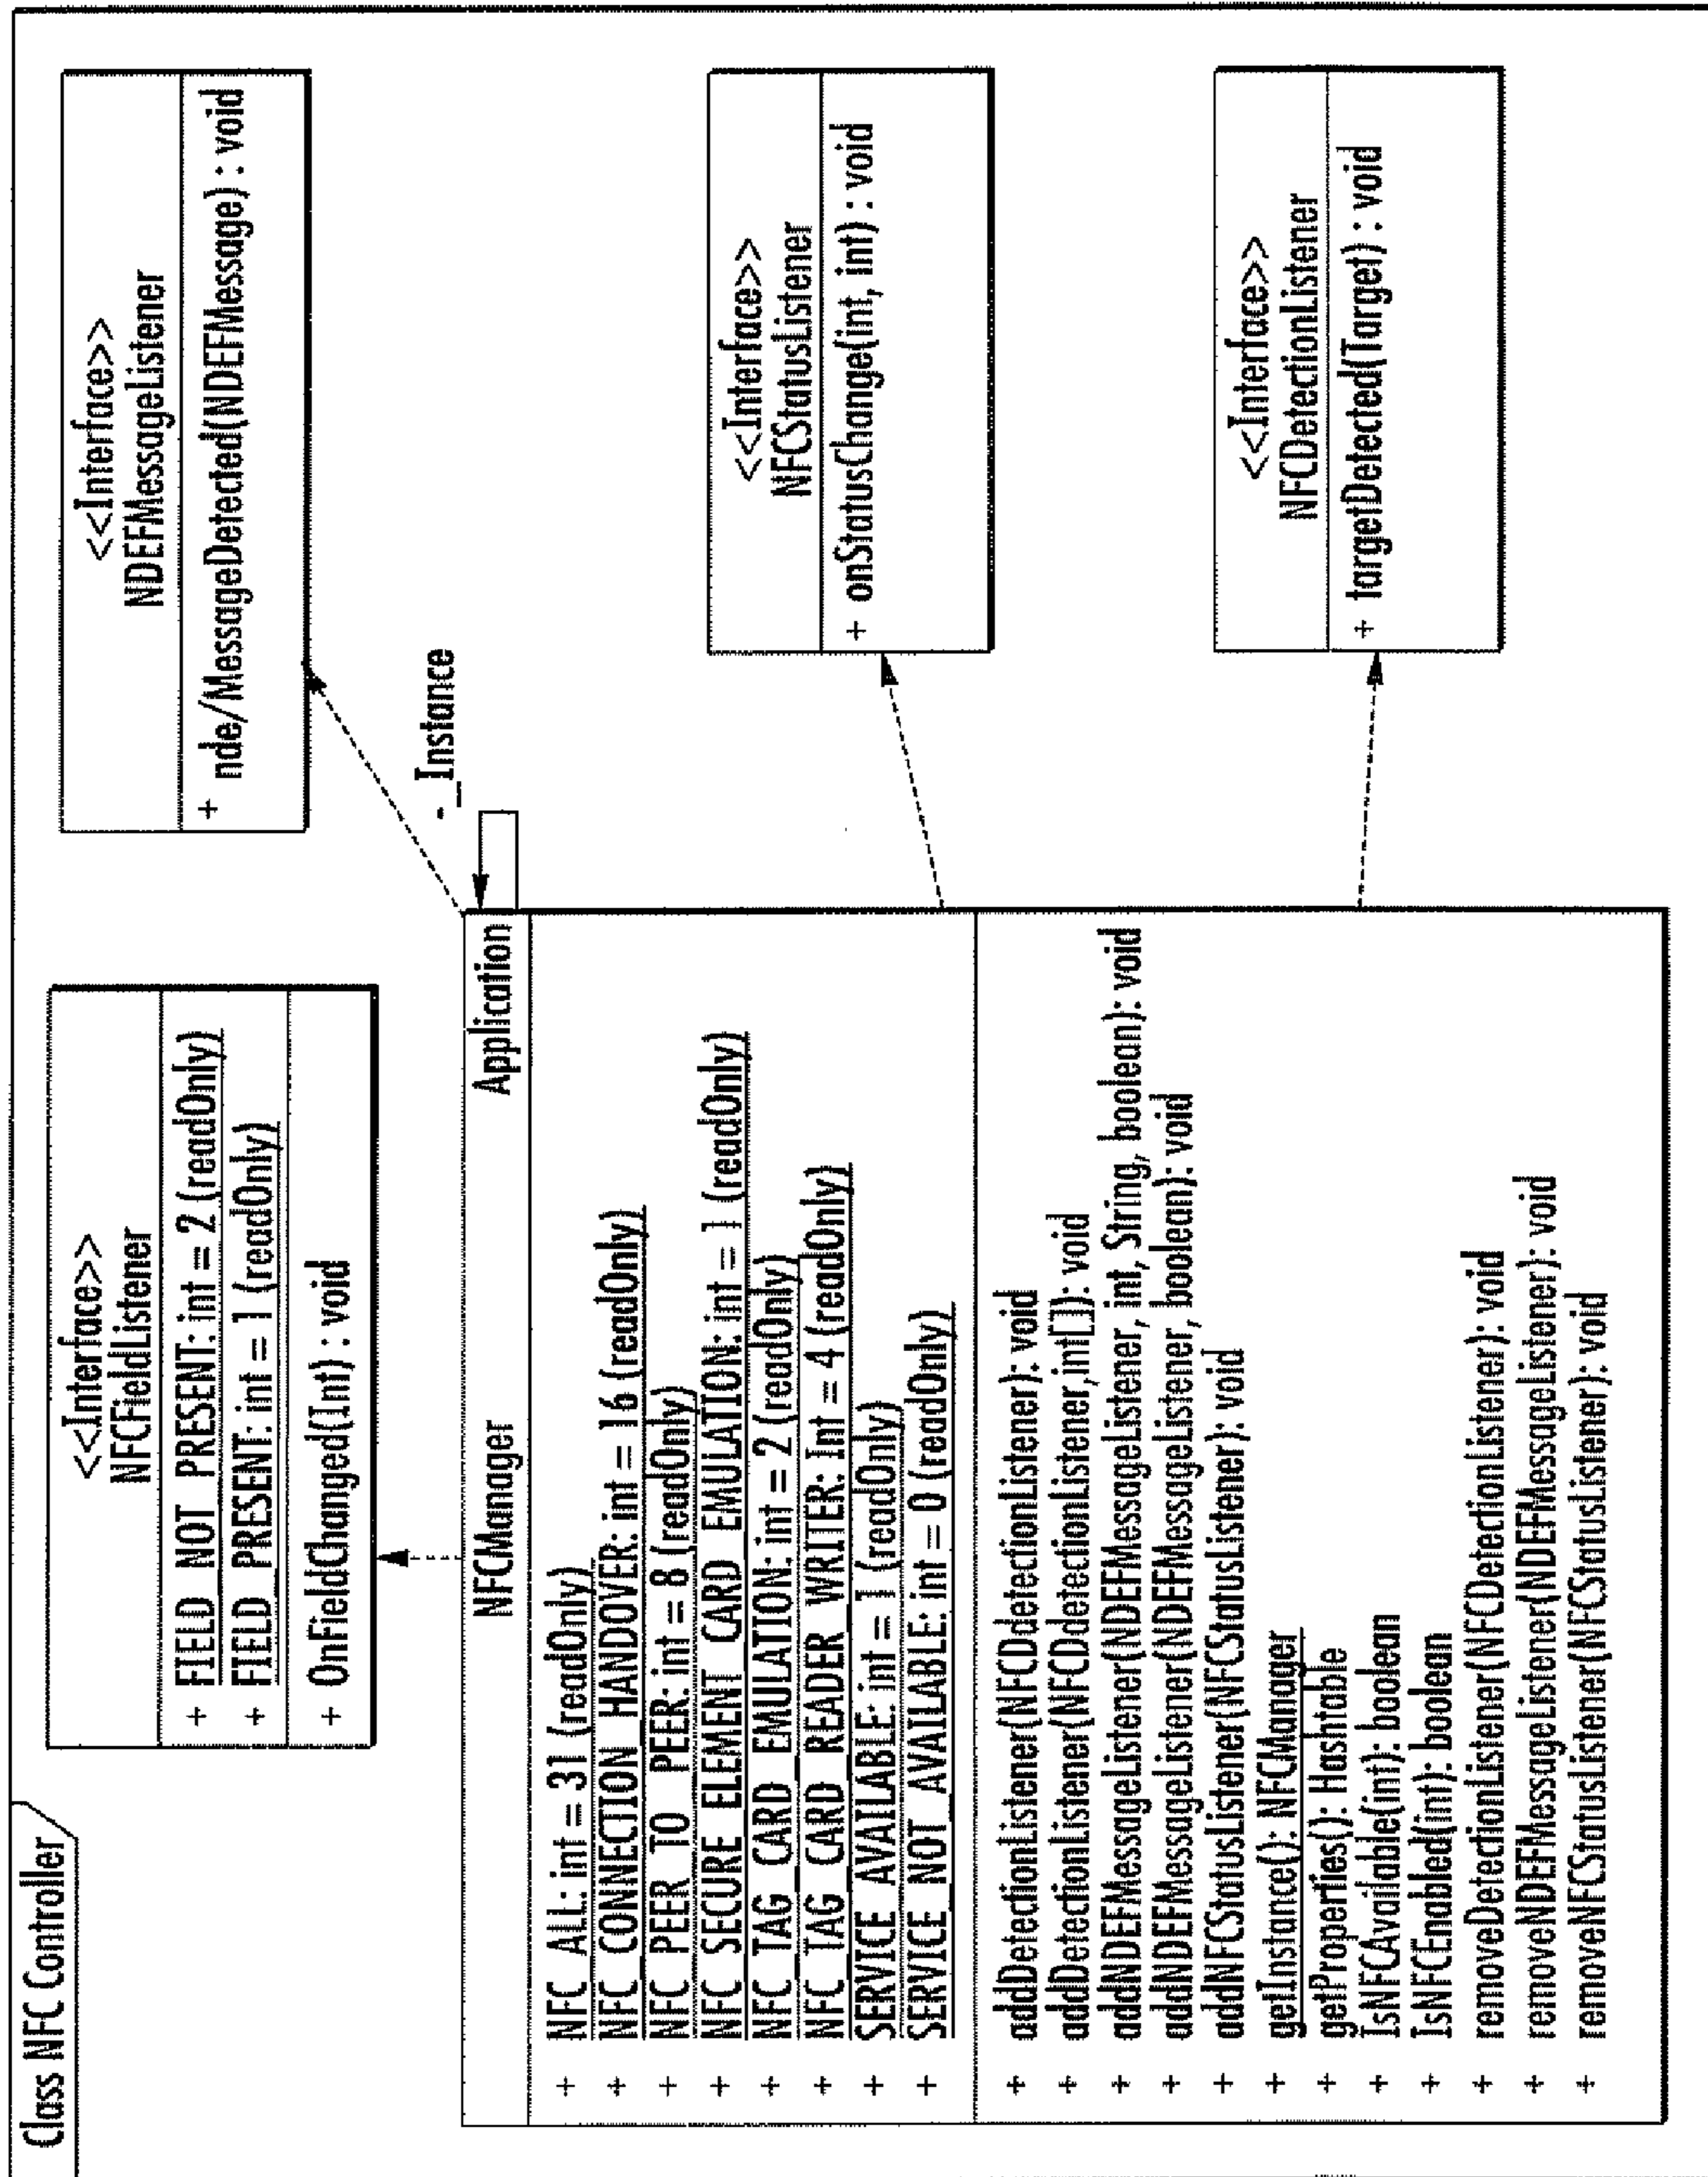 Class NFC Controller
<<Interface>>
NFCFieldListener
+ FIELD_NOT_PRESENT: int = 2 (readOnly)
+ FIELD_PRESENT: int = 1 (readOnly)
+ OnFieldChanged(Int) : void
<<Interface>>
NDEFMessageListener
+ nde/MessageDetected(NDEFMessage) : void
-_Instance
Application
NFCManager
+ NFC_ALL: int = 31 (readOnly)
+ NFC_CONNECTION_HANDOVER: int = 16 (readOnly)
+ NFC_PEER_TO_PEER: int = 8 (readOnly)
+ NFC_SECURE_ELEMENT_CARD_EMULATION: int = 1 (readOnly)
+ NFC_TAG_CARD_EMULATION: int = 2 (readOnly)
+ NFC_TAG_CARD_READER_WRITER: Int = 4 (readOnly)
+ SERVICE_AVAILABLE: int = 1 (readOnly)
+ SERVICE_NOT_AVAILABLE: int = 0 (readOnly)
+ addDetectionListener(NFCDdetectionListener): void
+ addDetectionListener(NFCDdetectionListener,int[]): void
+ addNDEFMessageListener(NDEFMessageListener, int, String, boolean): void
+ addNDEFMessageListener(NDEFMessageListener, boolean): void
+ addNFCStatusListener(NFCStatusListener): void
+ getInstance(): NFCManager
+ getProperties(): Hashtable
+ IsNFCAvailable(int): boolean
+ IsNFCEnabled(int): boolean
+ removeDetectionListener(NFCDetectionListener): void
+ removeNDEFMessageListener(NDEFMessageListener): void
+ removeNFCStatusListener(NFCStatusListener): void
<<Interface>>
NFCStatusListener
+ onStatusChange(int, int) : void
<<Interface>>
NFCDetectionListener
+ targetDetected(Target) : void